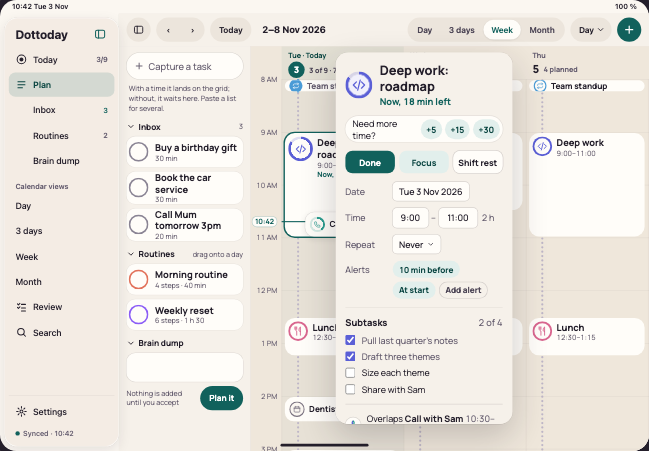 10:42 Tue 3 Nov
100 %
Dottoday
Today 3/9
Plan
Inbox 3
Routines 2
Brain dump
Calendar views
Day
3 days
Week
Month
Review
Search
Settings
Synced · 10:42
Today
2–8 Nov 2026
Day
3 days
Week
Month
Day
+ Capture a task
With a time it lands on the grid;
without, it waits here. Paste a list
for several.
Inbox 3
Buy a birthday gift
30 min
Book the car
service
30 min
Call Mum
tomorrow 3pm
20 min
Routines drag onto a day
Morning routine
4 steps · 40 min
Weekly reset
6 steps · 1 h 30
Brain dump
Nothing is added
until you accept
Plan it
8 AM
9 AM
10 AM
10:42
11 AM
12 PM
1 PM
2 PM
3 PM
Tue · Today
3 3 of 9
Team
9:00
Now,
Lunch
12:30–
Dentis
Deep work:
roadmap
Now, 18 min left
Need more
time?
+5
+15
+30
Done
Focus
Shift rest
Date Tue 3 Nov 2026
Time 9:00 – 11:00 2 h
Repeat Never
Alerts 10 min before
At start
Add alert
Subtasks 2 of 4
Pull last quarter's notes
Draft three themes
Size each theme
Share with Sam
Overlaps Call with Sam 10:30–
Thu
5 4 planned
Team standup
Deep work
9:00–11:00
Lunch
12:30–1:15